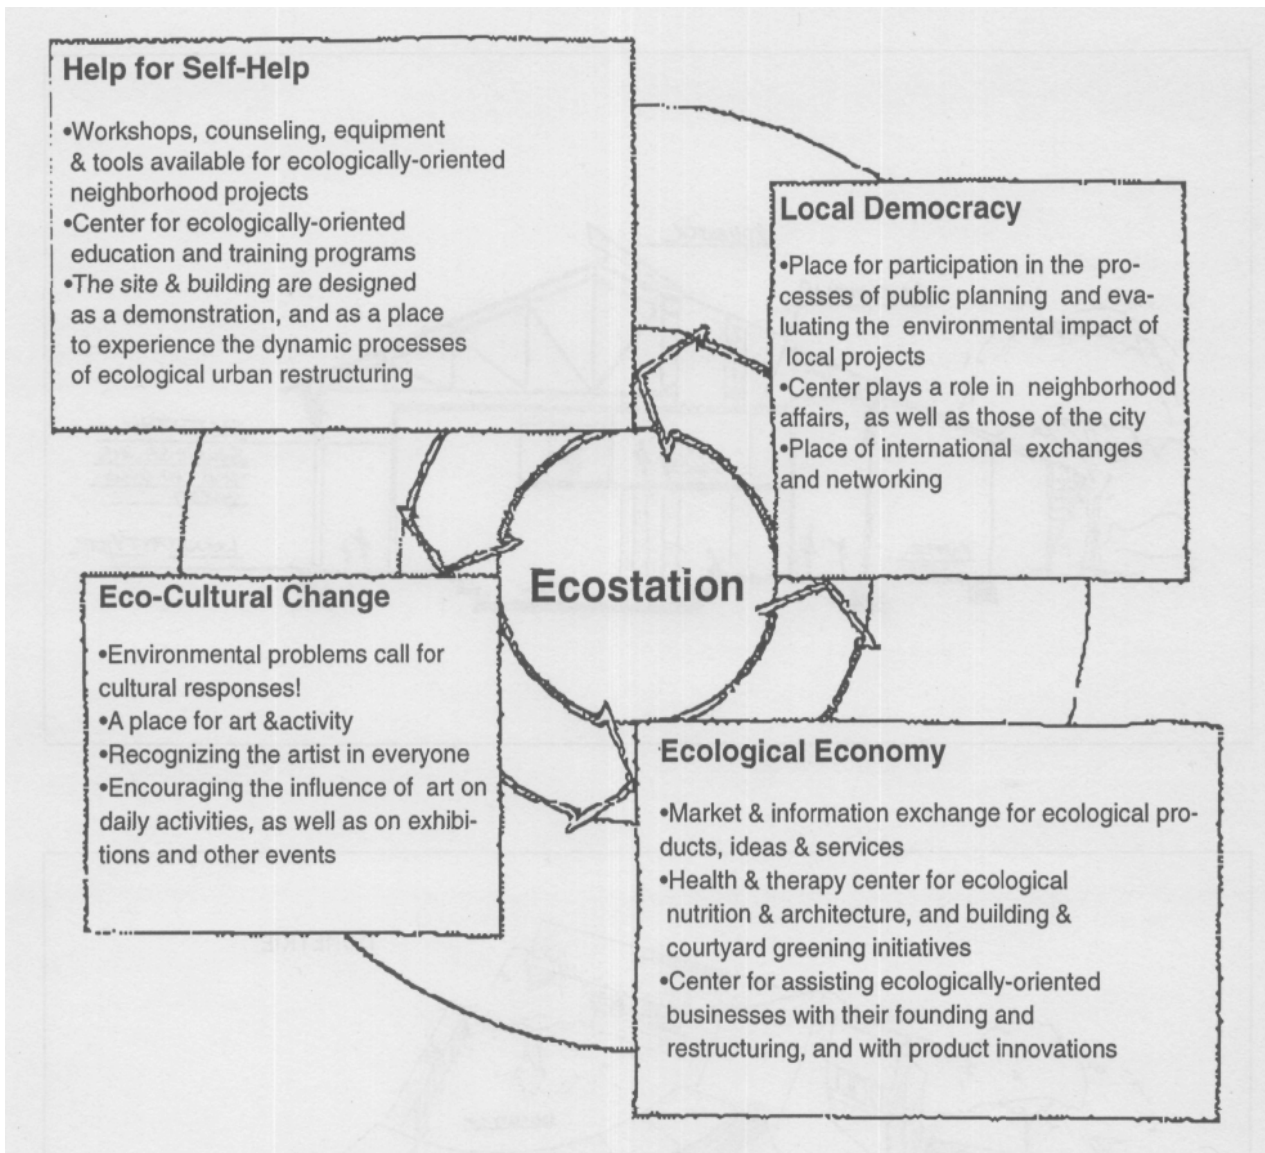 Help for Self-Help
•Workshops, counseling, equipment
& tools available for ecologically-oriented
neighborhood projects
•Center for ecologically-oriented
education and training programs
•The site & building are designed
as a demonstration, and as a place
to experience the dynamic processes
of ecological urban restructuring
Local Democracy
•Place for participation in the pro-
cesses of public planning and eva-
luating the environmental impact of
local projects
•Center plays a role in neighborhood
affairs, as well as those of the city
•Place of international exchanges
and networking
Ecostation
Eco-Cultural Change
•Environmental problems call for
cultural responses!
•A place for art &activity
•Recognizing the artist in everyone
•Encouraging the influence of art on
daily activities, as well as on exhibi-
tions and other events
Ecological Economy
•Market & information exchange for ecological pro-
ducts, ideas & services
•Health & therapy center for ecological
nutrition & architecture, and building &
courtyard greening initiatives
•Center for assisting ecologically-oriented
businesses with their founding and
restructuring, and with product innovations